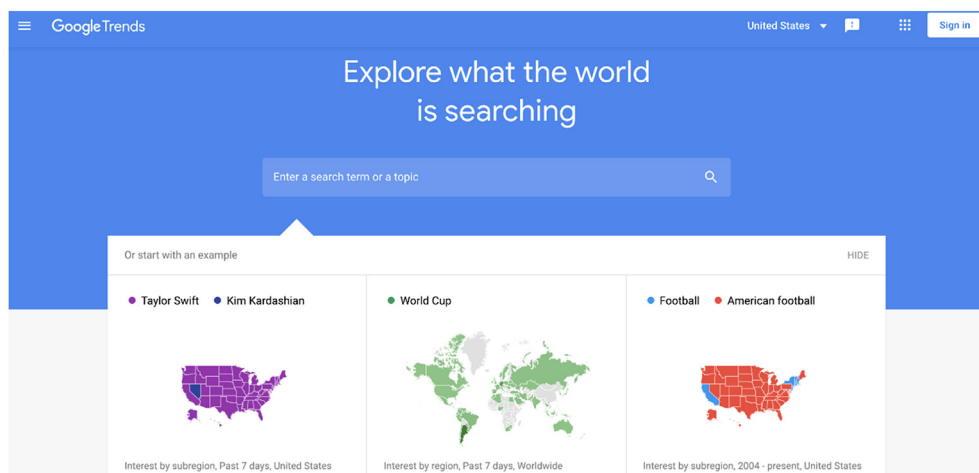 Google Trends
United States
Sign in
Explore what the world
is searching
Enter a search term or a topic
Or start with an example
HIDE
Taylor Swift Kim Kardashian
World Cup
Football American football
Interest by subregion, Past 7 days, United States
Interest by region, Past 7 days, Worldwide
Interest by subregion, 2004 - present, United States